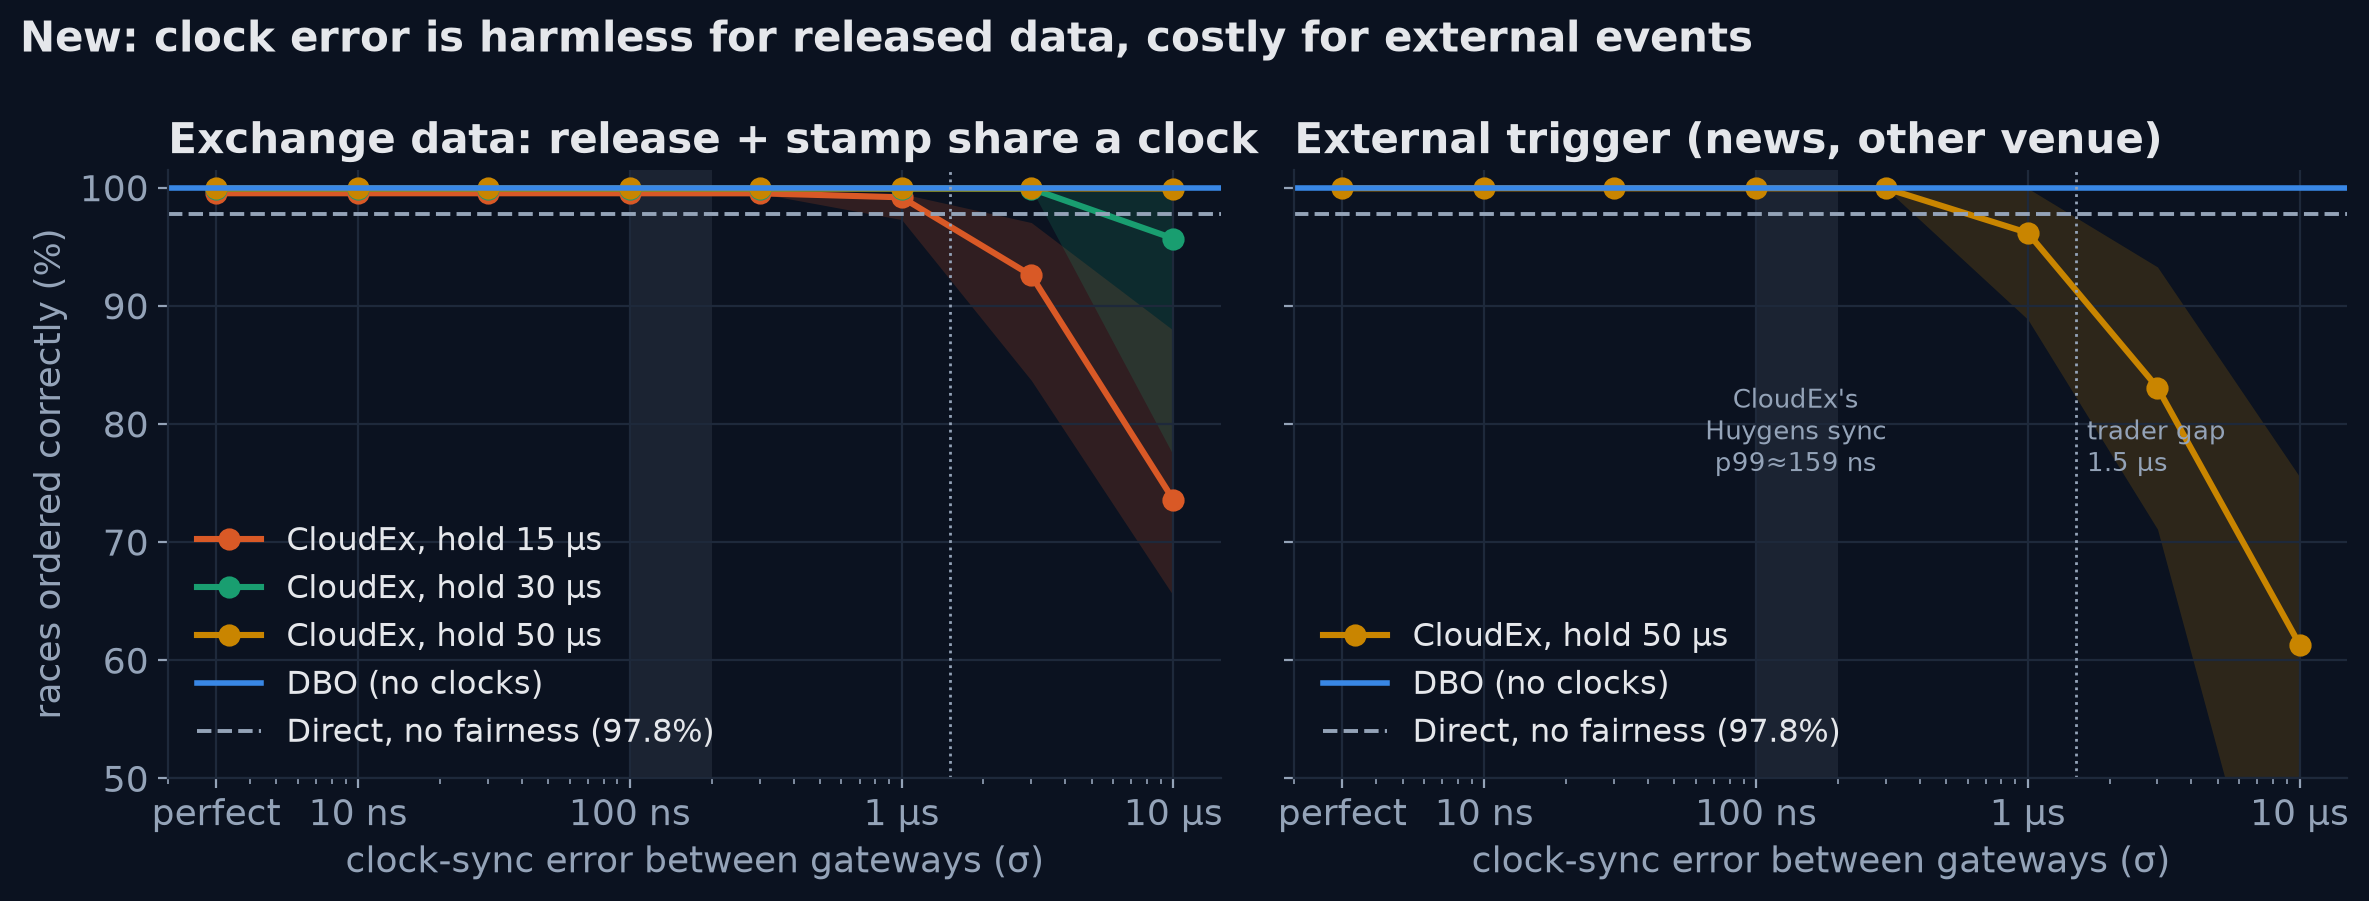 New: clock error is harmless for released data, costly for external events
Exchange data: release + stamp share a clock
races ordered correctly (%)
100
90
80
70
60
50
CloudEx, hold 15 µs
CloudEx, hold 30 µs
CloudEx, hold 50 µs
DBO (no clocks)
Direct, no fairness (97.8%)
perfect 10 ns 100 ns 1 µs 10 µs
clock-sync error between gateways (σ)
External trigger (news, other venue)
CloudEx's
Huygens sync
p99≈159 ns
trader gap
1.5 µs
CloudEx, hold 50 µs
DBO (no clocks)
Direct, no fairness (97.8%)
perfect 10 ns 100 ns 1 µs 10 µs
clock-sync error between gateways (σ)